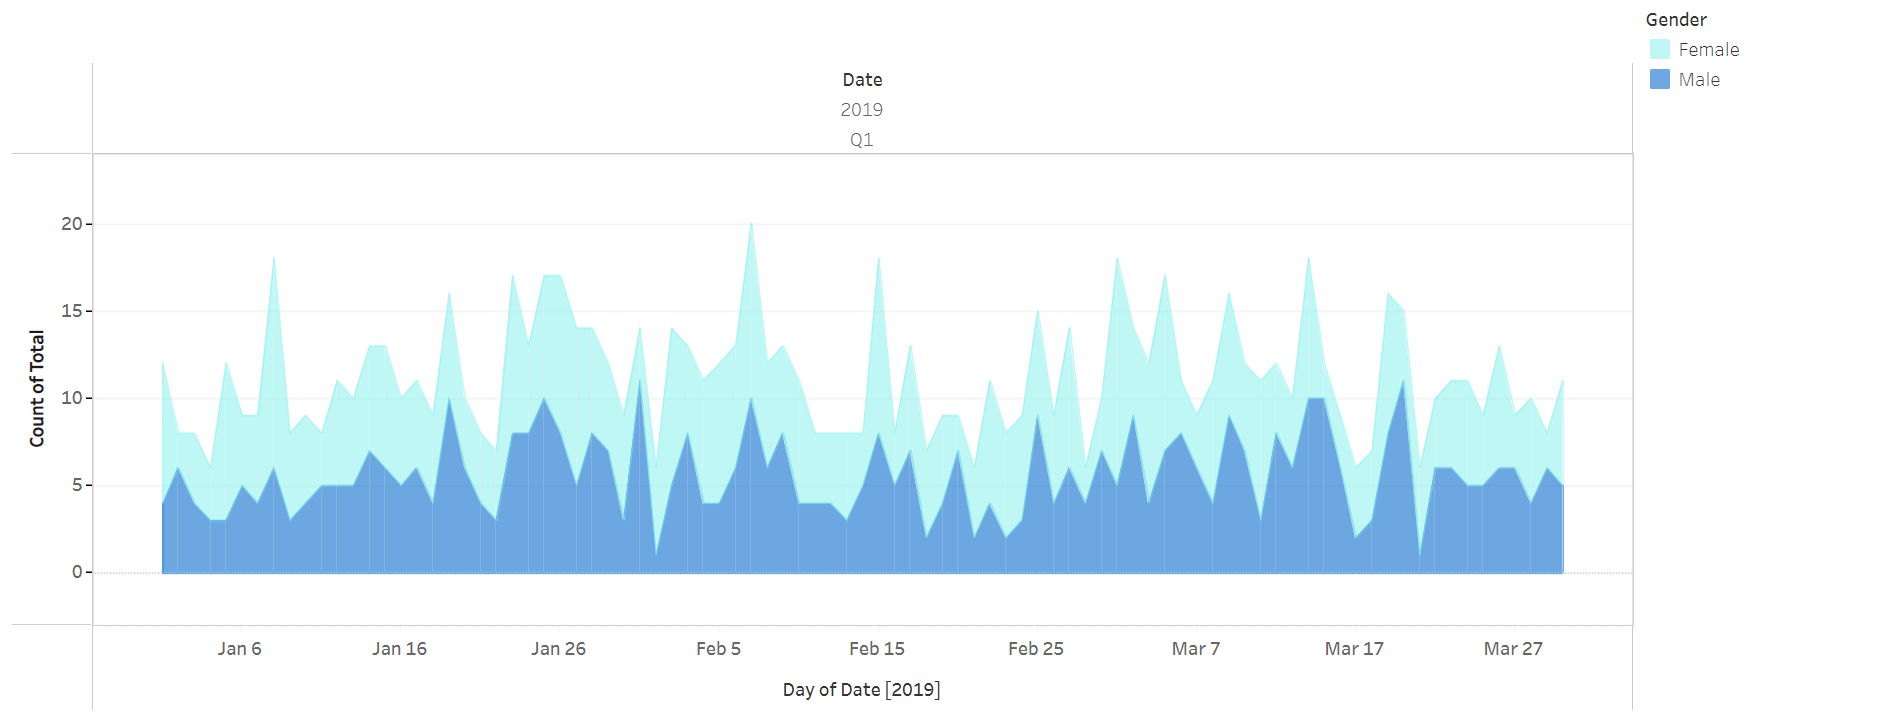 Gender
Female
Male
Date
2019
Q1
Count of Total
20
15
10
5
0
Jan 6 Jan 16 Jan 26 Feb 5 Feb 15 Feb 25 Mar 7 Mar 17 Mar 27
Day of Date [2019]